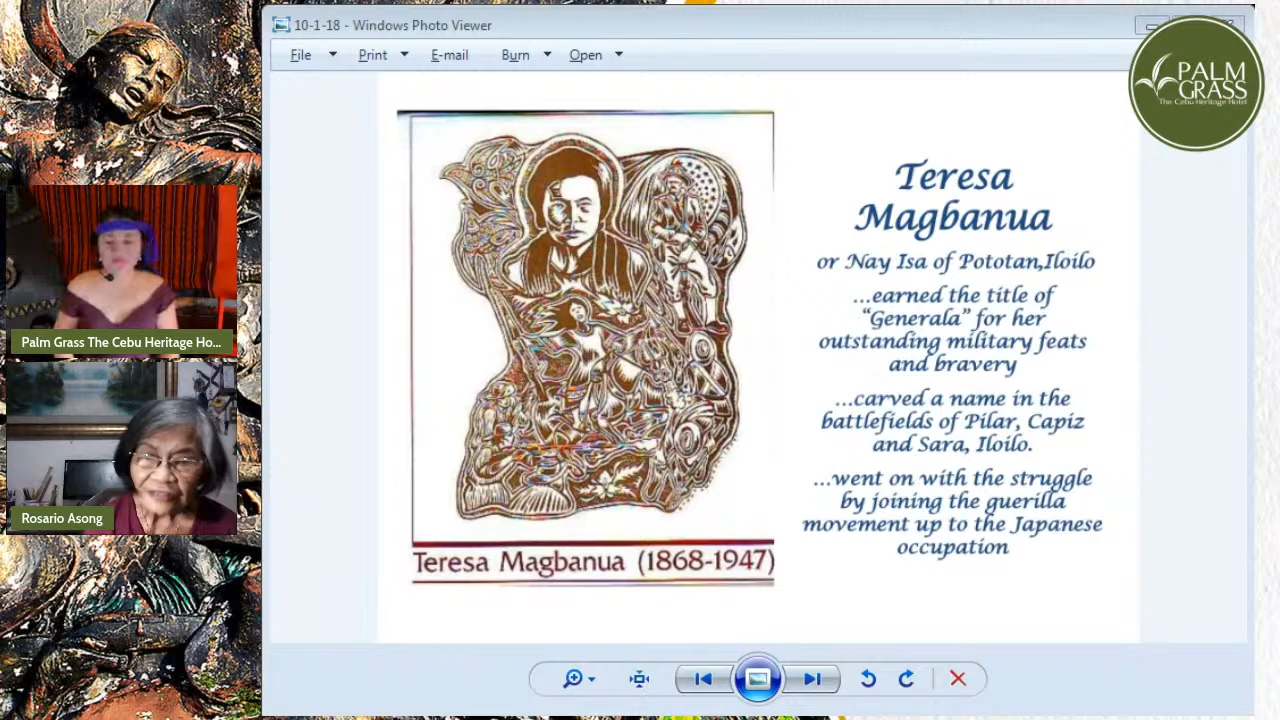 10-1-18 - Windows Photo Viewer
File Print E-mail Burn Open
PALM
GRASS
The Cebu Heritage Hotel
Teresa
Magbanua
or Nay Isa of Pototan,Iloilo
...earned the title of
“Generala” for her
outstanding military feats
and bravery
...carved a name in the
battlefields of Pilar, Capiz
and Sara, Iloilo.
...went on with the struggle
by joining the guerilla
movement up to the Japanese
occupation
Teresa Magbanua (1868-1947)
Palm Grass The Cebu Heritage Ho...
Rosario Asong